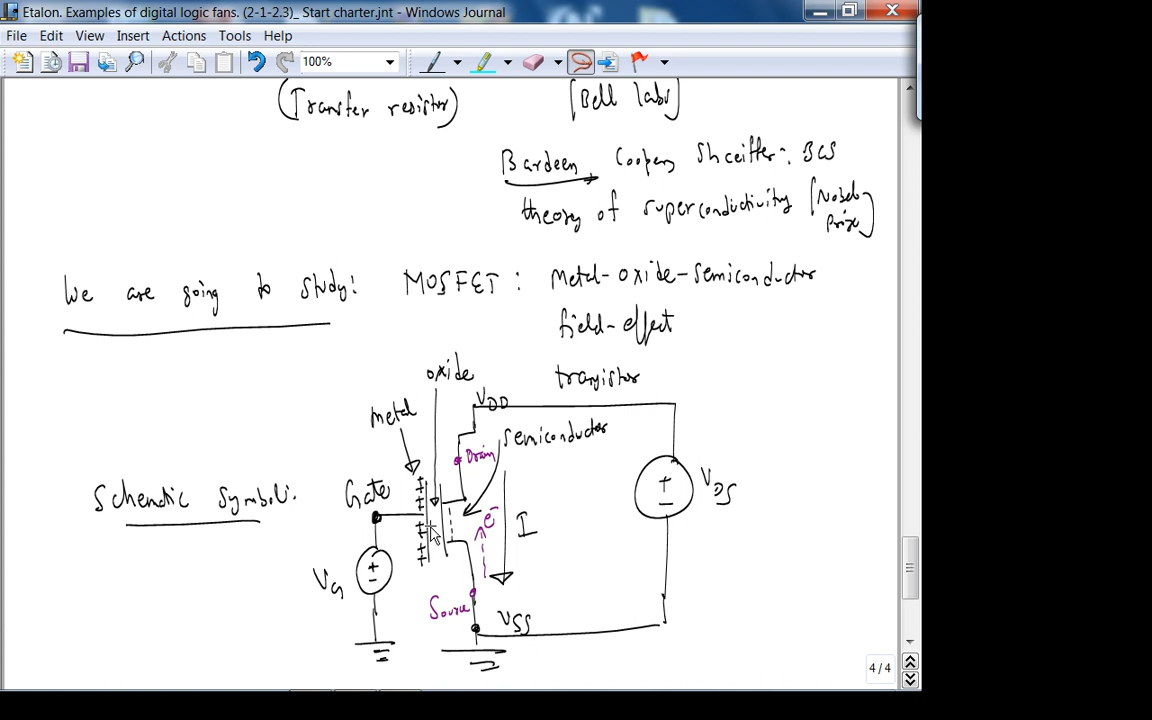 Etalon. Examples of digital logic fans. (2-1-2.3)_ Start charter.jnt - Windows Journal
File Edit View Insert Actions Tools Help
100%
(Transfer resistor) [Bell labs]
Bardeen, Cooper, Shceiffer: BCS
theory of superconductivity [Nobel
Prize]
We are going to study: MOSFET: Metal-oxide-semiconductor
field-effect
transistor
oxide
VDD
metal
semiconductor
Drain
Schematic Symbol:
Gate
VDS
e-
I
VG
Source
VSS
4 / 4